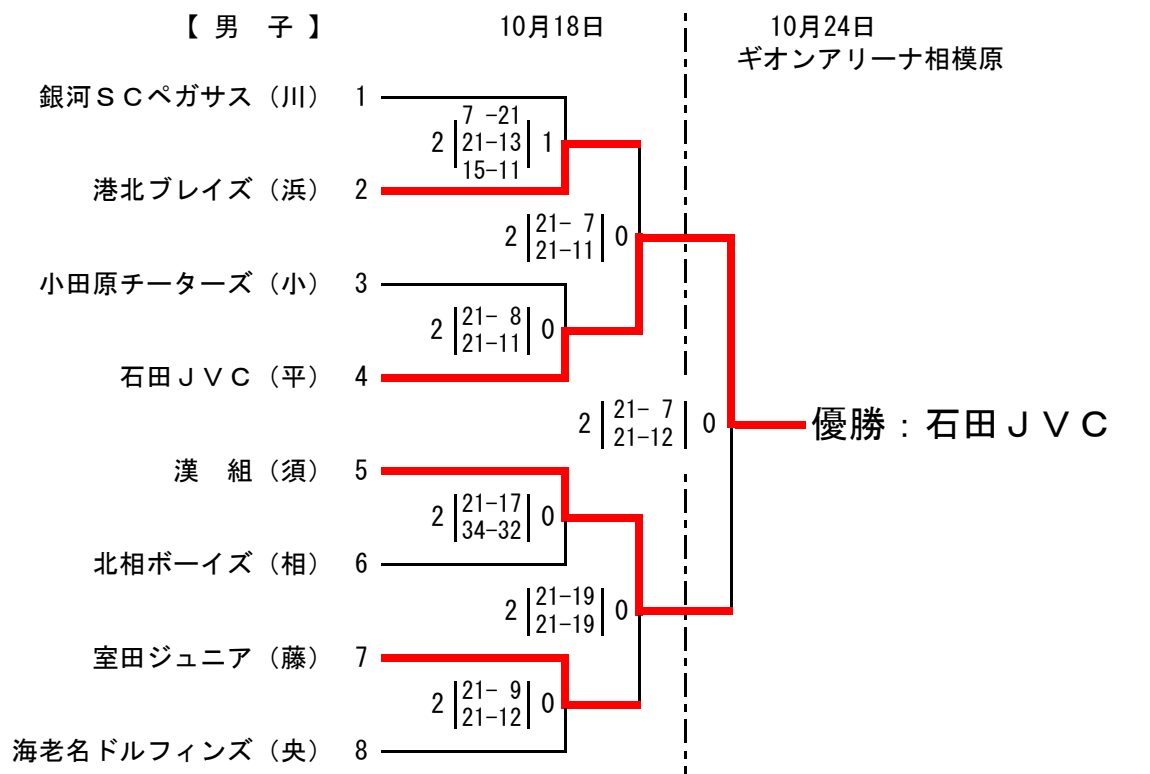 【 男　子 】　10月18日　10月24日
ギオンアリーナ相模原
銀河ＳＣペガサス（川）　1
7 -21
2　21-13　1
15-11
港北ブレイズ（浜）　2
2　21- 7　0
21-11
小田原チーターズ（小）　3
2　21- 8　0
21-11
石田ＪＶＣ（平）　4
2　21- 7　0
21-12
優勝：石田ＪＶＣ
漢　組（須）　5
2　21-17　0
34-32
北相ボーイズ（相）　6
2　21-19　0
21-19
室田ジュニア（藤）　7
2　21- 9　0
21-12
海老名ドルフィンズ（央）　8